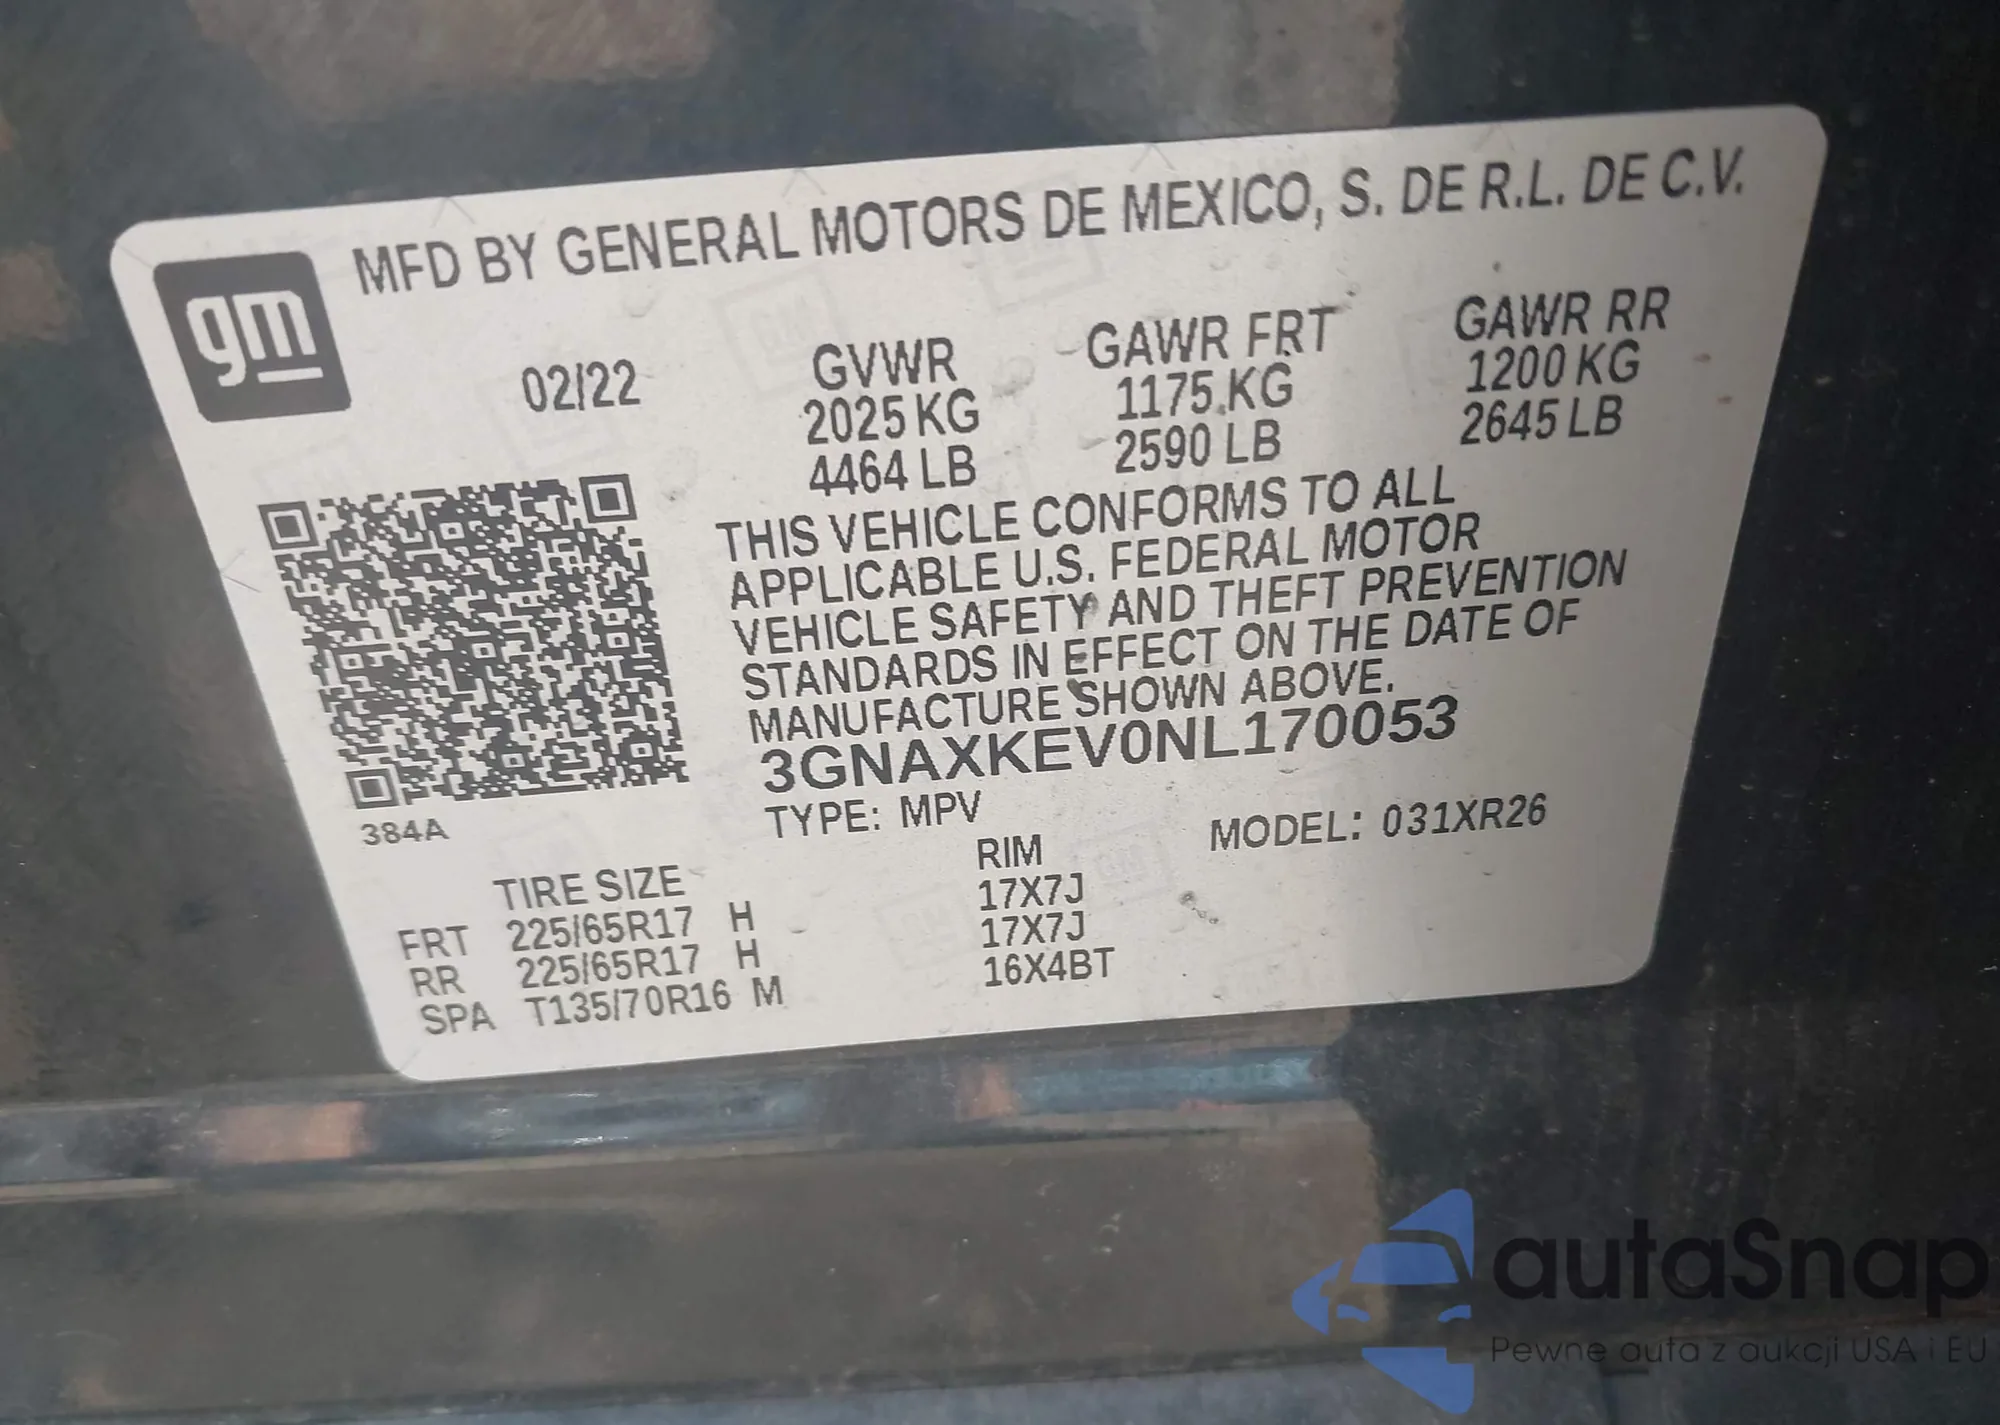 gm
MFD BY GENERAL MOTORS DE MEXICO, S. DE R.L. DE C.V.
02/22 GVWR GAWR FRT GAWR RR
2025 KG 1175 KG 1200 KG
4464 LB 2590 LB 2645 LB
THIS VEHICLE CONFORMS TO ALL
APPLICABLE U.S. FEDERAL MOTOR
VEHICLE SAFETY AND THEFT PREVENTION
STANDARDS IN EFFECT ON THE DATE OF
MANUFACTURE SHOWN ABOVE.
3GNAXKEV0NL170053
384A
TYPE: MPV MODEL: 031XR26
TIRE SIZE RIM
FRT 225/65R17 H 17X7J
RR 225/65R17 H 17X7J
SPA T135/70R16 M 16X4BT
autaSnap
Pewne auta z aukcji USA i EU